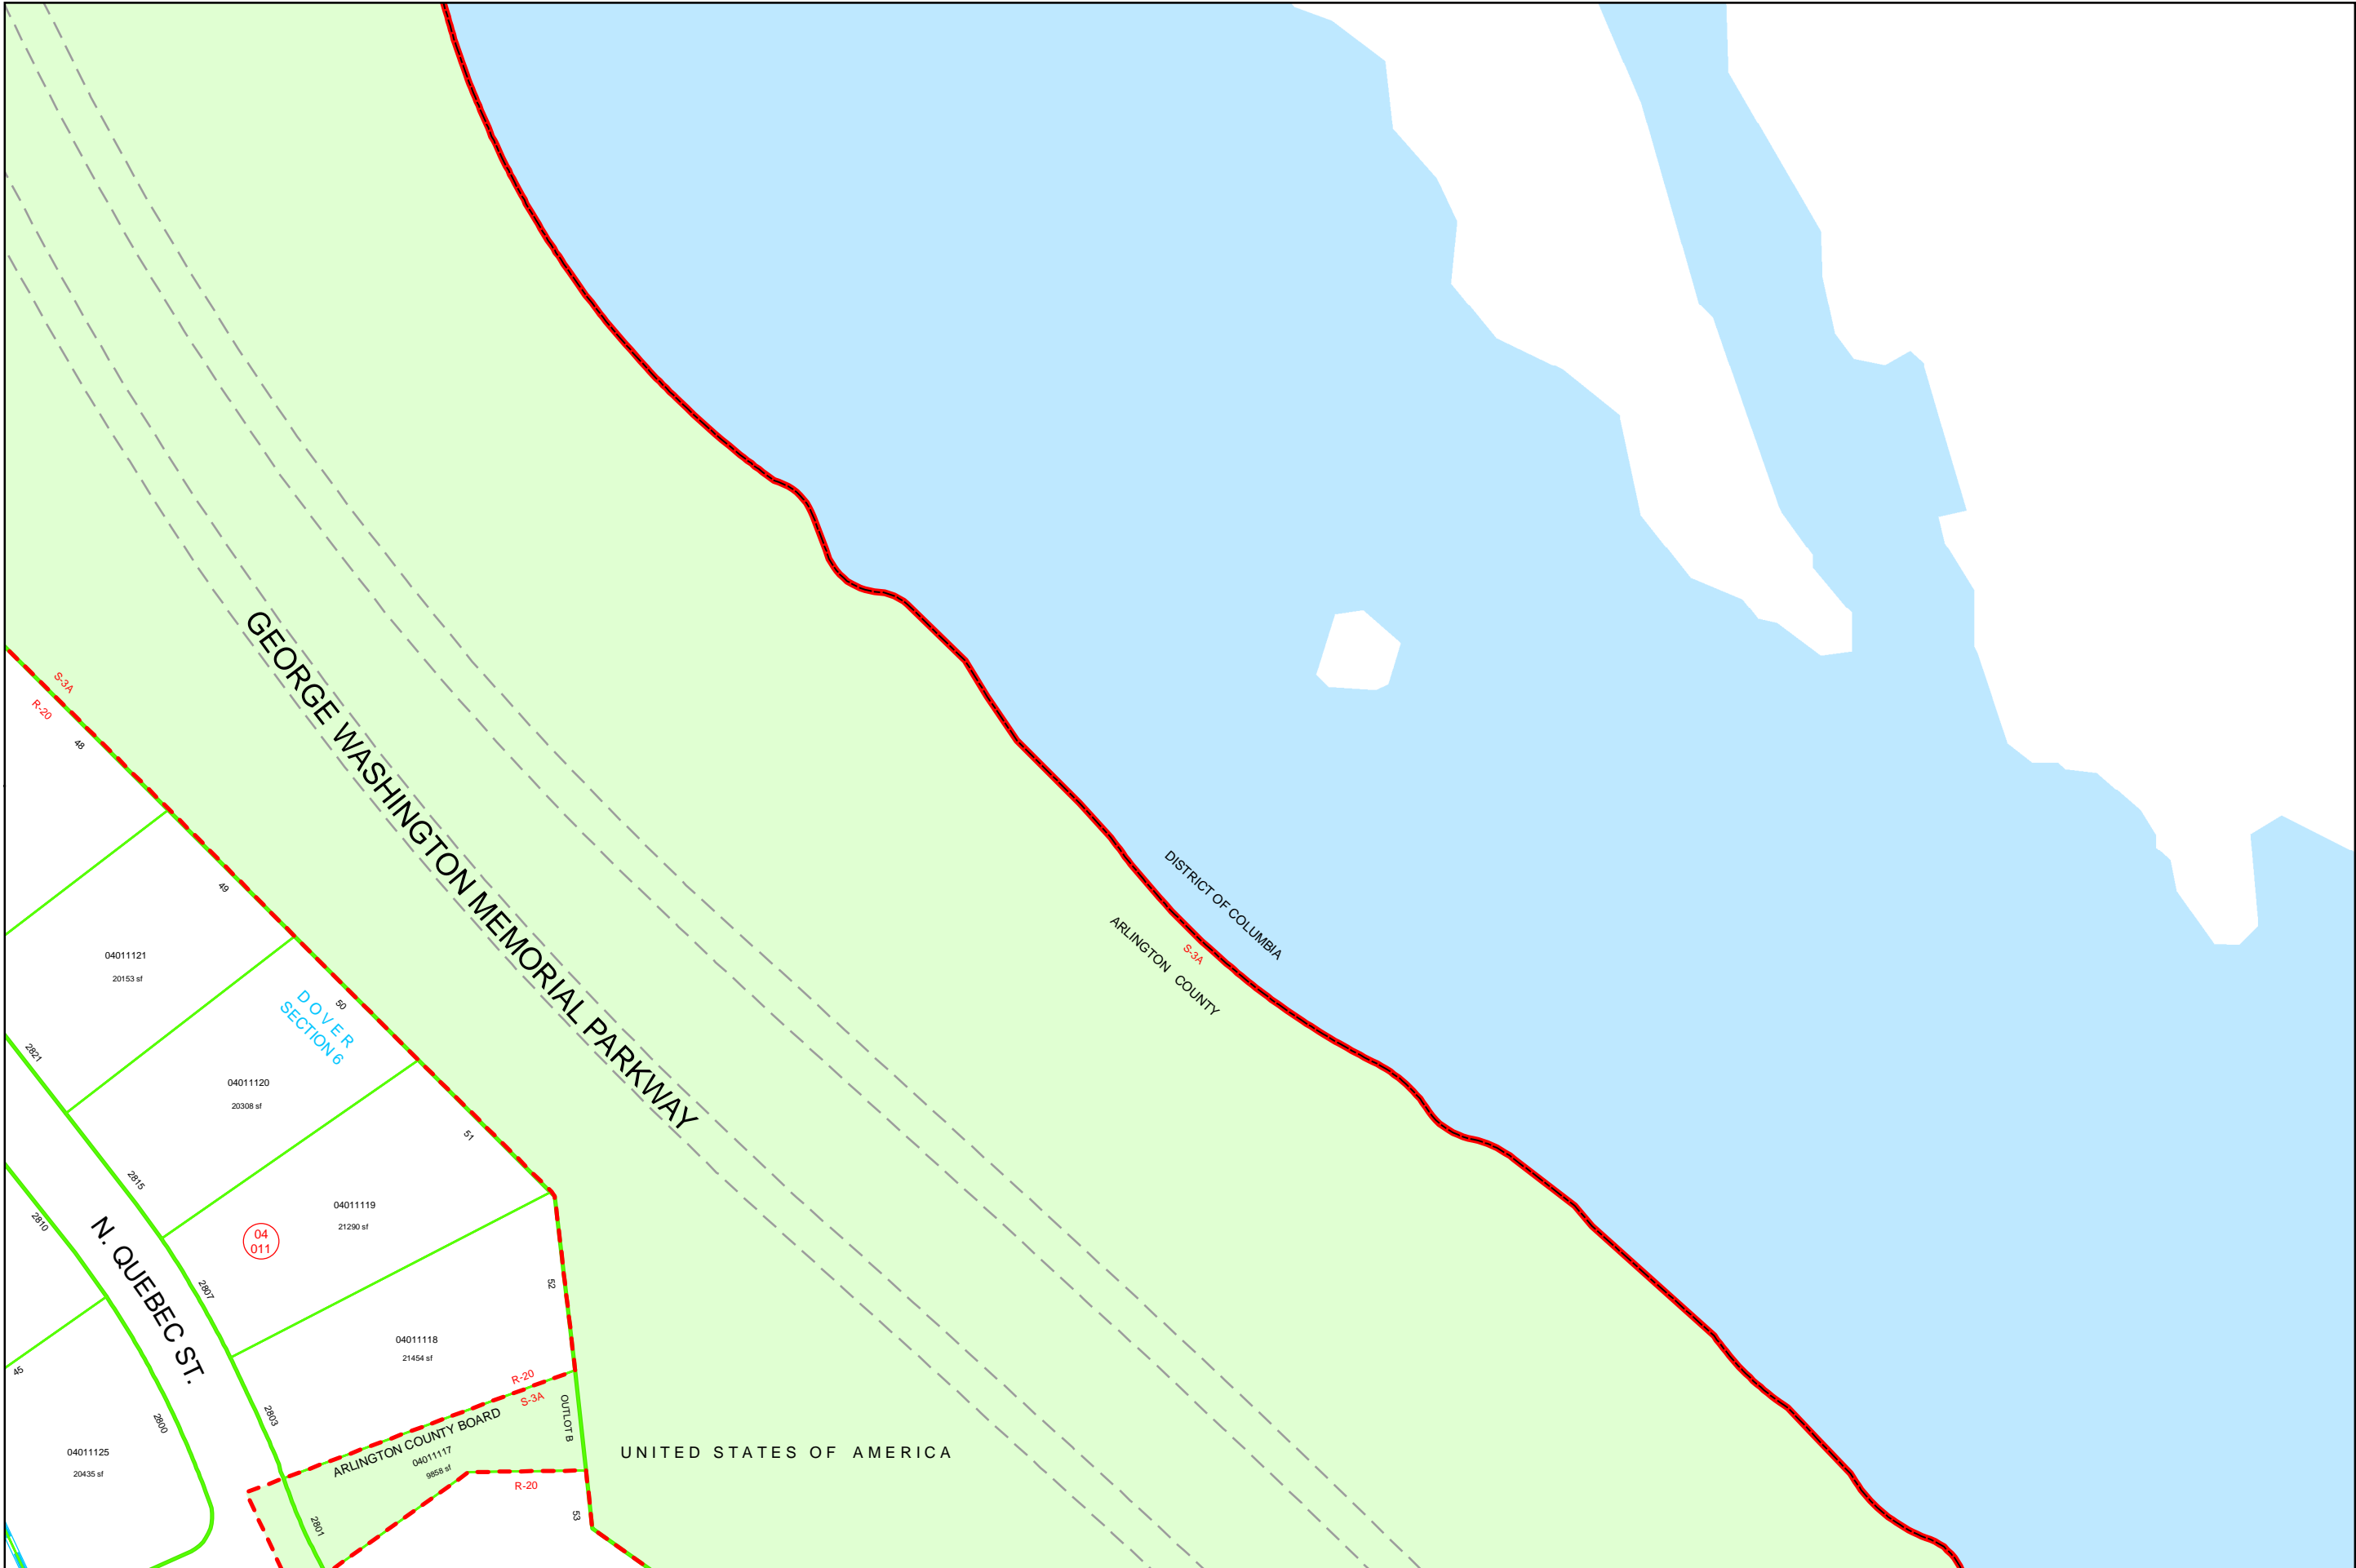 S-3A
R-20
48
GEORGE WASHINGTON MEMORIAL PARKWAY
49
DISTRICT OF COLUMBIA
S-3A
ARLINGTON COUNTY
04011121
20153 sf
50
DOVER
SECTION 6
2821
04011120
20308 sf
51
2815
04011119
21290 sf
2810
N. QUEBEC ST.
04
011
2807
52
04011118
21454 sf
45
R-20
S-3A
2803
2800
OUTLOT B
ARLINGTON COUNTY BOARD
04011117
9858 sf
UNITED STATES OF AMERICA
04011125
20435 sf
R-20
53
2801